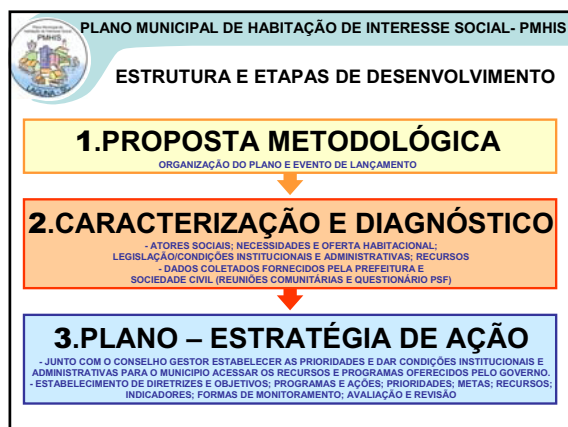 PLANO MUNICIPAL DE HABITAÇÃO DE INTERESSE SOCIAL- PMHIS
PMHIS
LAGUNA - SC
ESTRUTURA E ETAPAS DE DESENVOLVIMENTO
1.PROPOSTA METODOLÓGICA
ORGANIZAÇÃO DO PLANO E EVENTO DE LANÇAMENTO
2.CARACTERIZAÇÃO E DIAGNÓSTICO
- ATORES SOCIAIS; NECESSIDADES E OFERTA HABITACIONAL;
LEGISLAÇÃO/CONDIÇÕES INSTITUCIONAIS E ADMINISTRATIVAS; RECURSOS
- DADOS COLETADOS FORNECIDOS PELA PREFEITURA E
SOCIEDADE CIVIL (REUNIÕES COMUNITÁRIAS E QUESTIONÁRIO PSF)
3.PLANO – ESTRATÉGIA DE AÇÃO
- JUNTO COM O CONSELHO GESTOR ESTABELECER AS PRIORIDADES E DAR CONDIÇÕES INSTITUCIONAIS E
ADMINISTRATIVAS PARA O MUNICIPIO ACESSAR OS RECURSOS E PROGRAMAS OFERECIDOS PELO GOVERNO.
- ESTABELECIMENTO DE DIRETRIZES E OBJETIVOS; PROGRAMAS E AÇÕES; PRIORIDADES; METAS; RECURSOS;
INDICADORES; FORMAS DE MONITORAMENTO; AVALIAÇÃO E REVISÃO